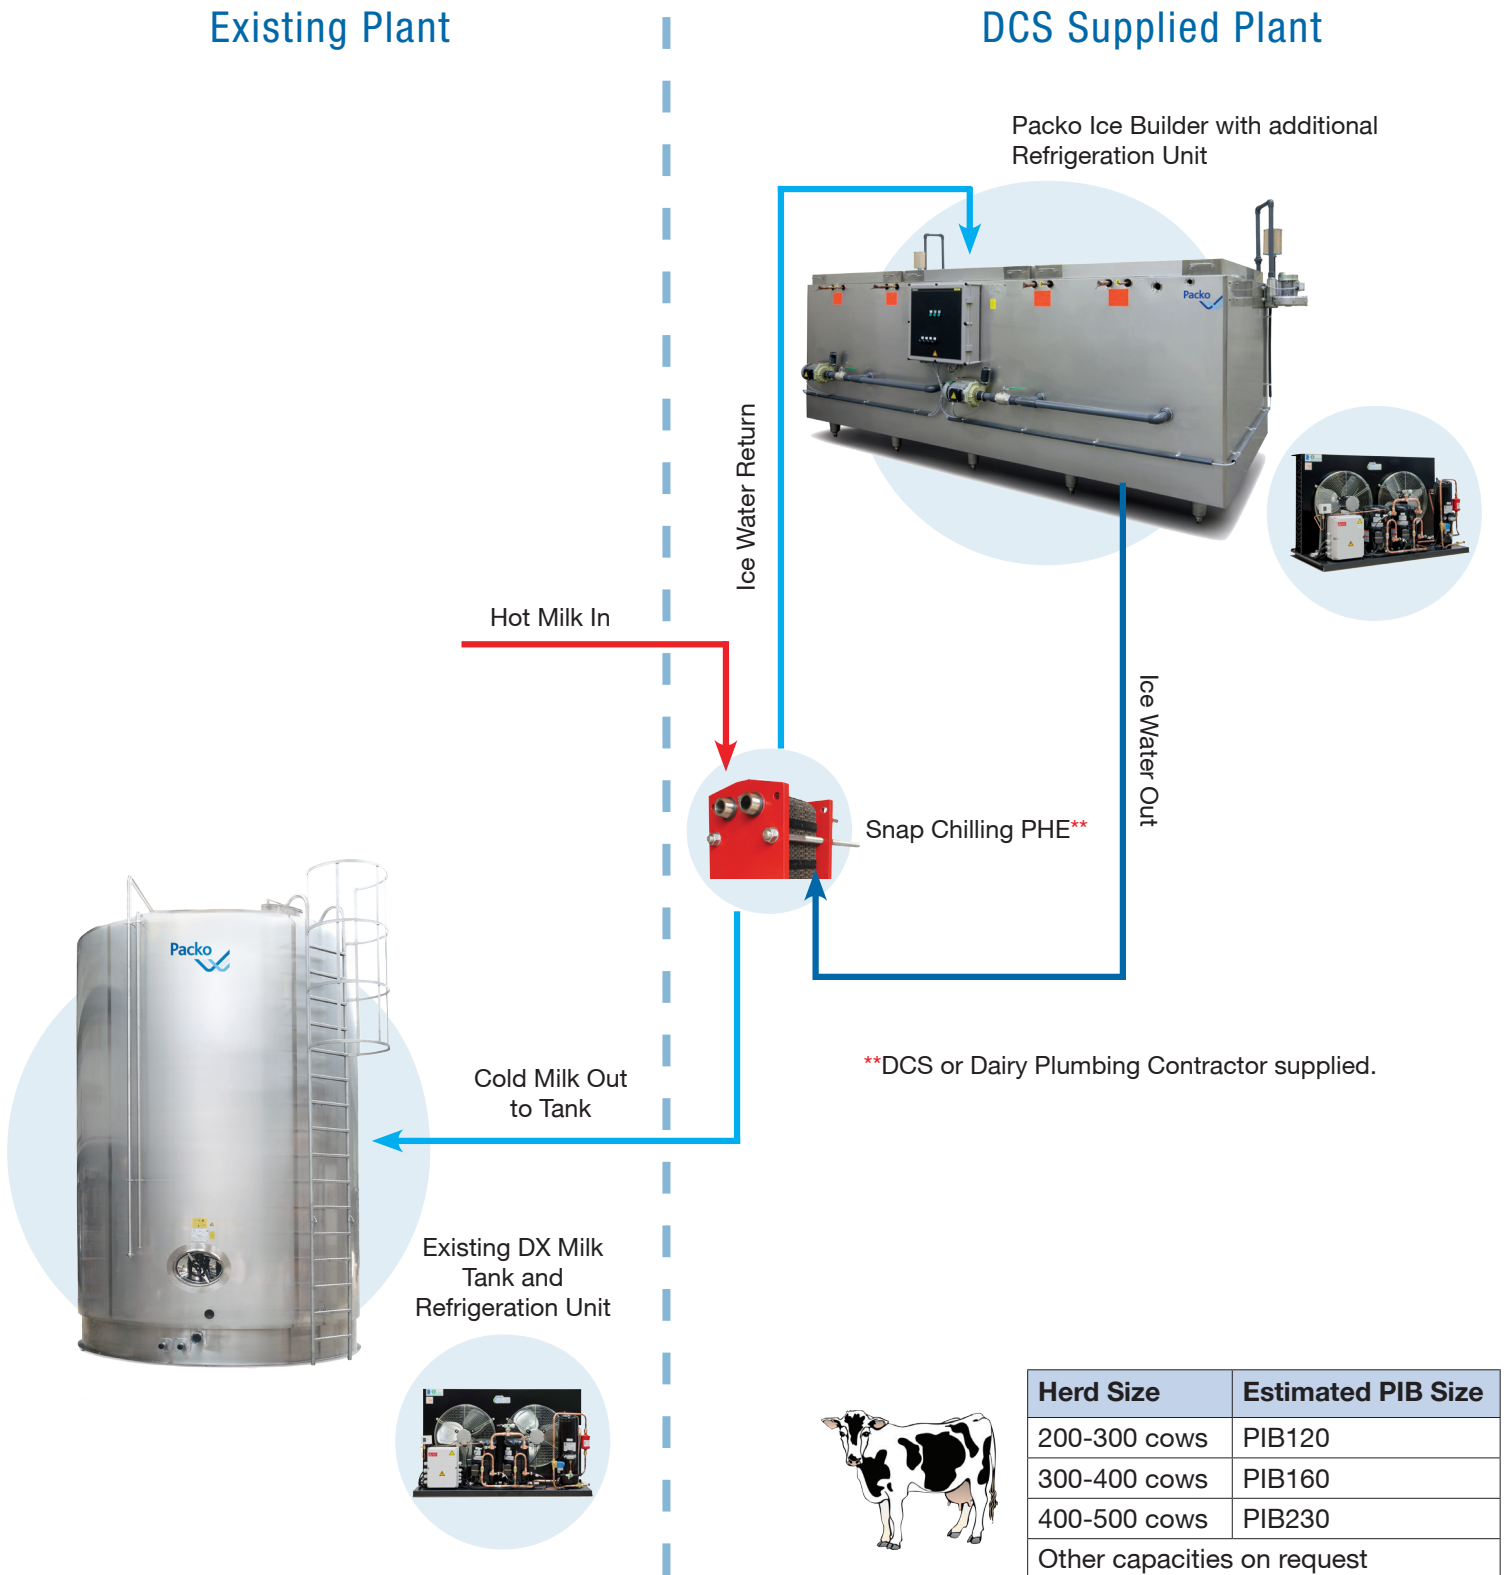 Existing Plant
DCS Supplied Plant
Packo Ice Builder with additional
Refrigeration Unit
Packo
Ice Water Return
Hot Milk In
Ice Water Out
Snap Chilling PHE**
Packo
**DCS or Dairy Plumbing Contractor supplied.
Cold Milk Out
to Tank
Existing DX Milk
Tank and
Refrigeration Unit
Herd Size Estimated PIB Size
200-300 cows PIB120
300-400 cows PIB160
400-500 cows PIB230
Other capacities on request